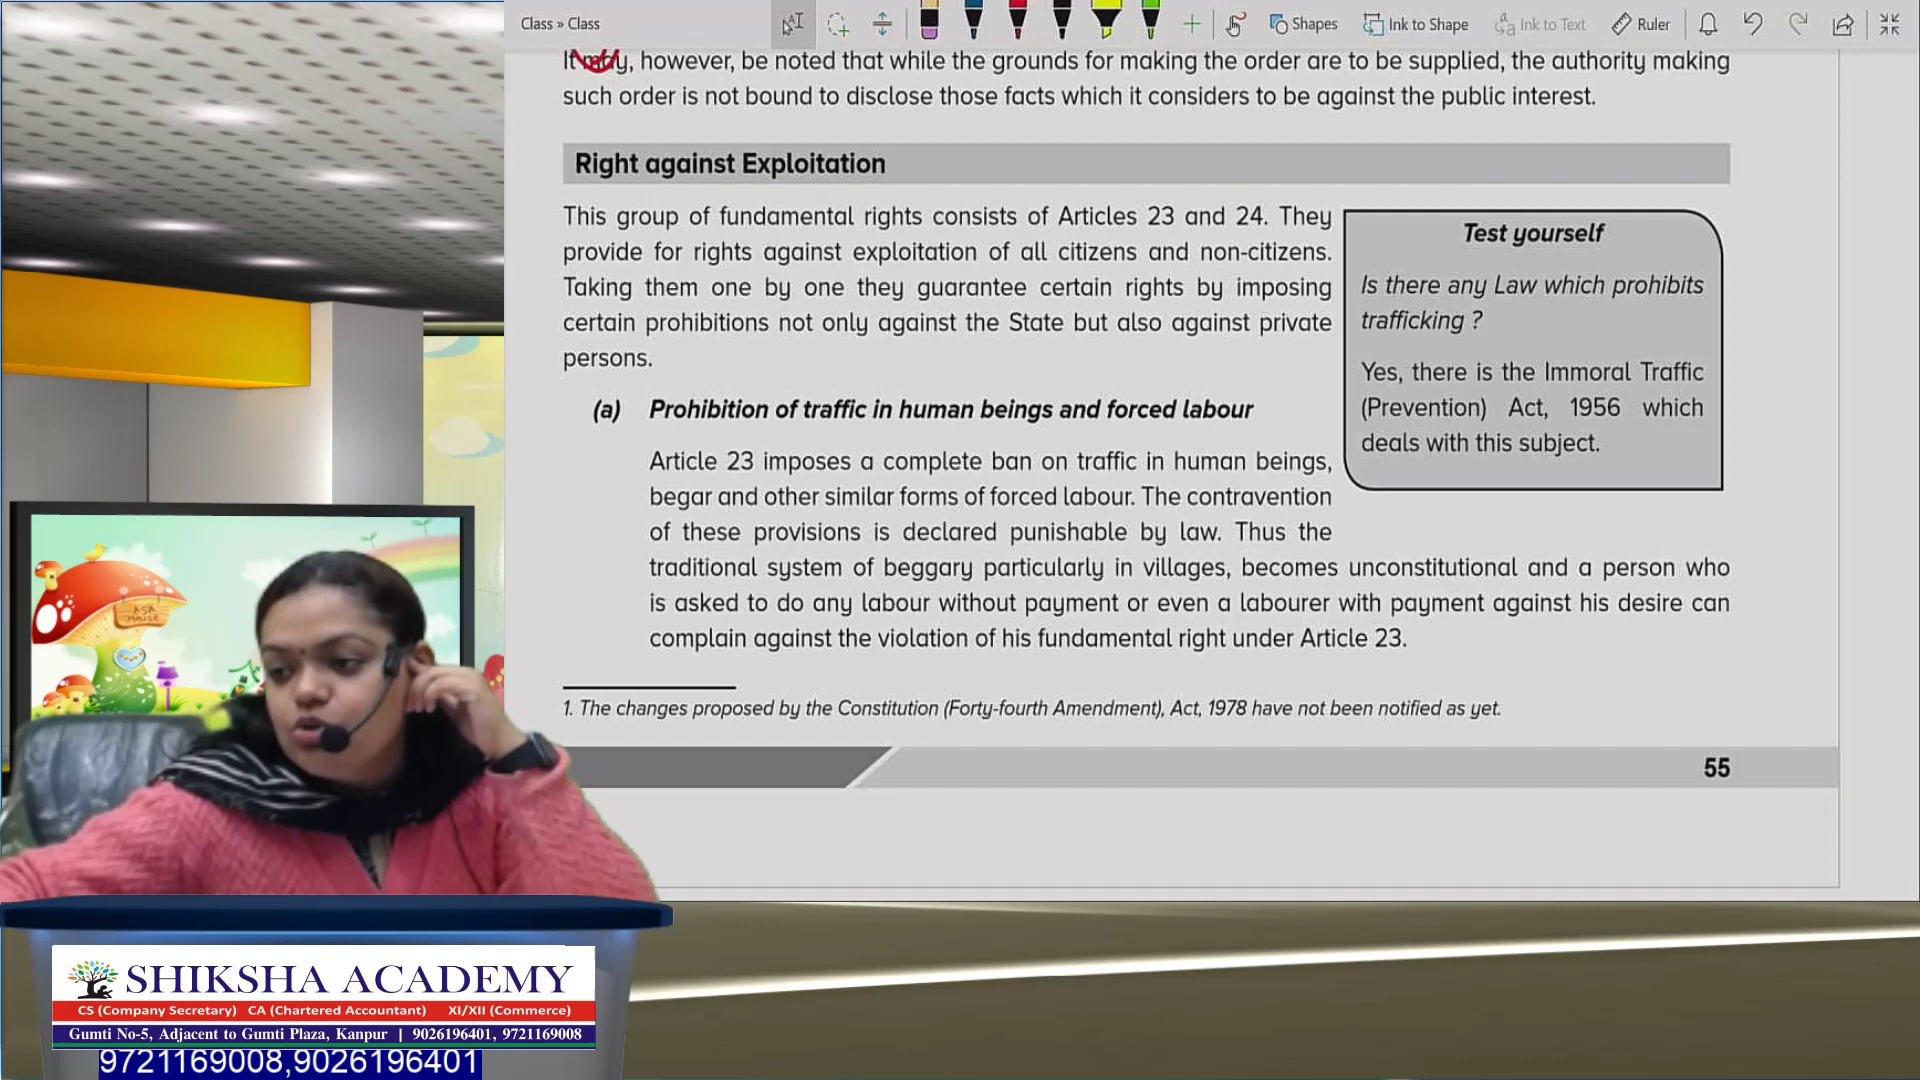 Class » Class
Shapes
Ink to Shape
Ink to Text
Ruler
It may, however, be noted that while the grounds for making the order are to be supplied, the authority making
such order is not bound to disclose those facts which it considers to be against the public interest.
Right against Exploitation
This group of fundamental rights consists of Articles 23 and 24. They
provide for rights against exploitation of all citizens and non-citizens.
Taking them one by one they guarantee certain rights by imposing
certain prohibitions not only against the State but also against private
persons.
Test yourself
Is there any Law which prohibits
trafficking ?
Yes, there is the Immoral Traffic
(Prevention) Act, 1956 which
deals with this subject.
(a) Prohibition of traffic in human beings and forced labour
Article 23 imposes a complete ban on traffic in human beings,
begar and other similar forms of forced labour. The contravention
of these provisions is declared punishable by law. Thus the
traditional system of beggary particularly in villages, becomes unconstitutional and a person who
is asked to do any labour without payment or even a labourer with payment against his desire can
complain against the violation of his fundamental right under Article 23.
1. The changes proposed by the Constitution (Forty-fourth Amendment), Act, 1978 have not been notified as yet.
55
SHIKSHA ACADEMY
CS (Company Secretary) CA (Chartered Accountant) XI/XII (Commerce)
Gumti No-5, Adjacent to Gumti Plaza, Kanpur | 9026196401, 9721169008
9721169008,9026196401